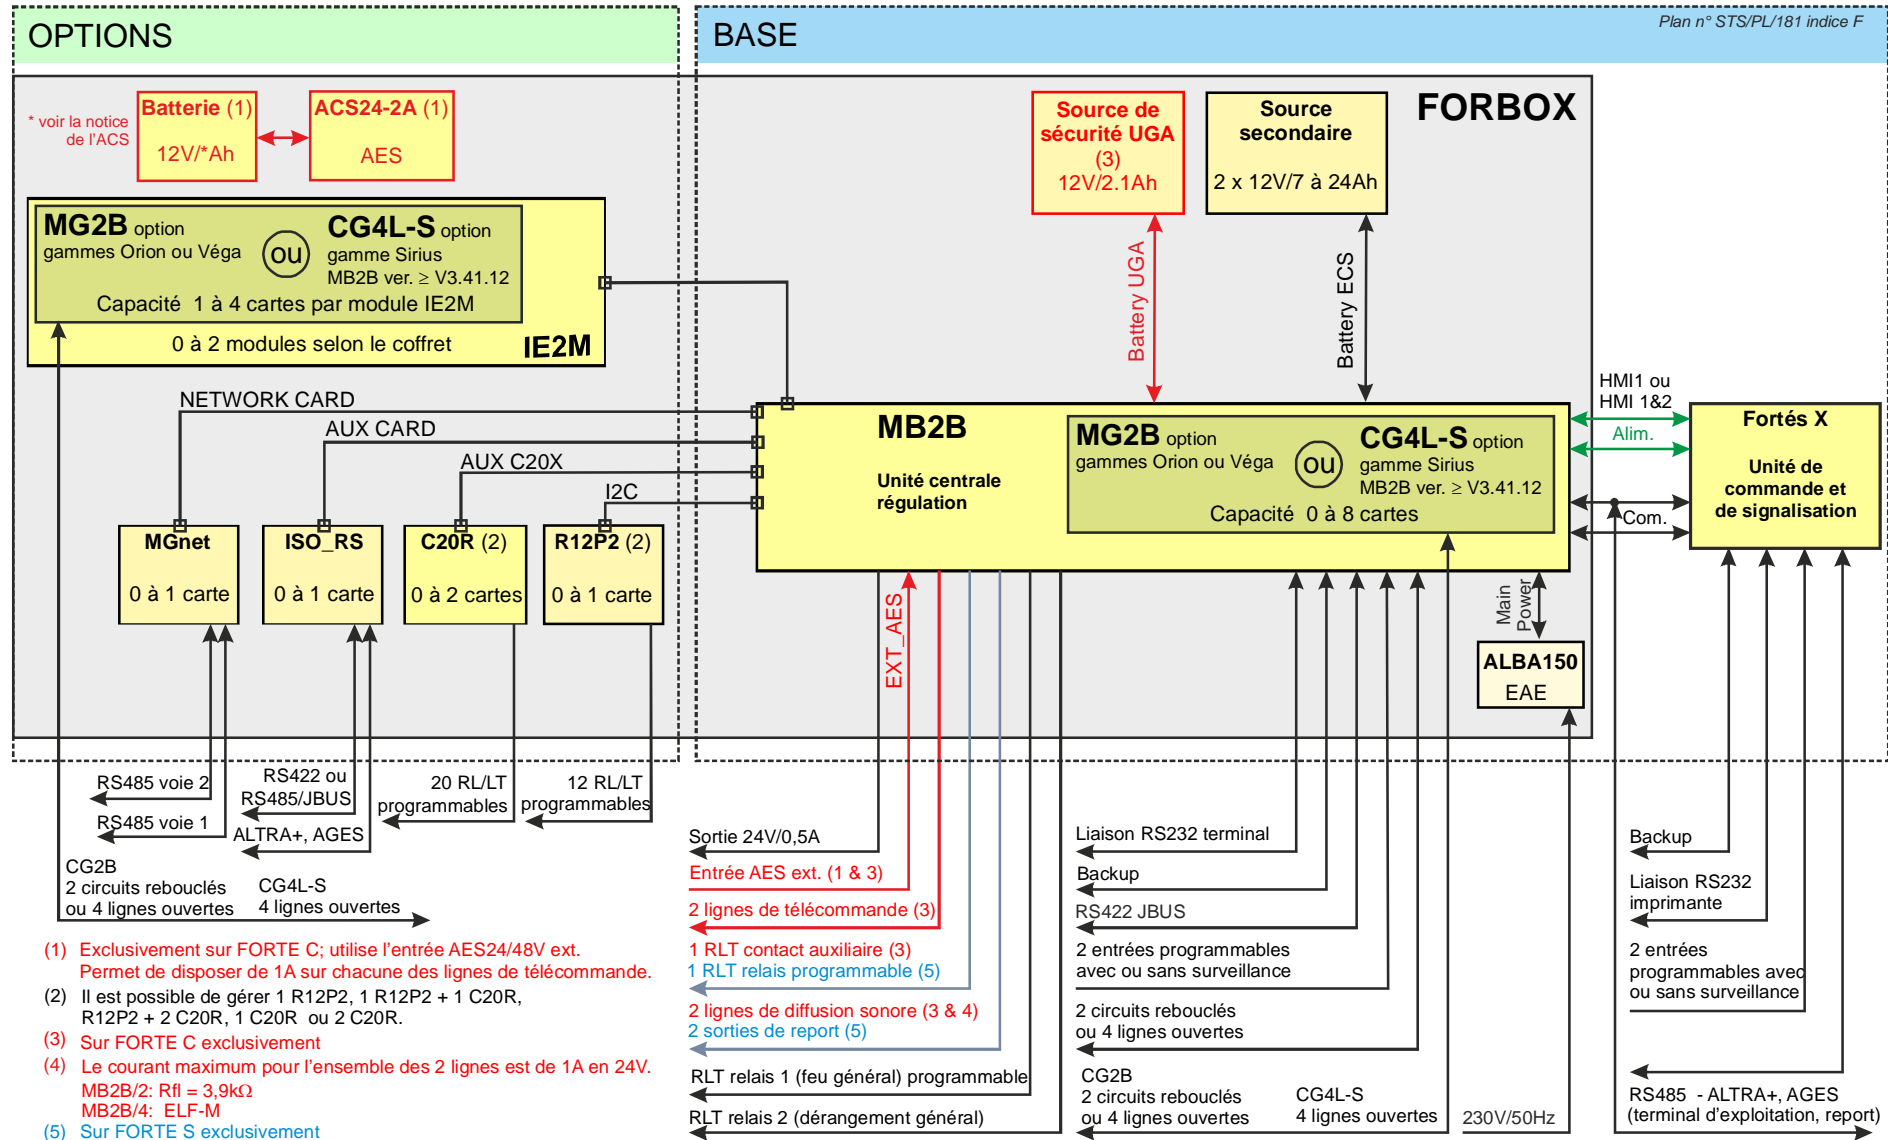 OPTIONS
BASE
Plan n° STS/PL/181 indice F
FORBOX
* voir la notice
de l'ACS
Batterie (1)
12V/*Ah
ACS24-2A (1)
AES
Source de
sécurité UGA
(3)
12V/2.1Ah
Source
secondaire
2 x 12V/7 à 24Ah
MG2B option
gammes Orion ou Véga
ou
CG4L-S option
gamme Sirius
MB2B ver. ≥ V3.41.12
Capacité 1 à 4 cartes par module IE2M
0 à 2 modules selon le coffret
IE2M
Battery UGA
Battery ECS
NETWORK CARD
AUX CARD
AUX C20X
I2C
MB2B
Unité centrale
régulation
MG2B option
gammes Orion ou Véga
ou
CG4L-S option
gamme Sirius
MB2B ver. ≥ V3.41.12
Capacité 0 à 8 cartes
HMI1 ou
HMI 1&2
Alim.
Com.
Fortés X
Unité de
commande et
de signalisation
MGnet
0 à 1 carte
ISO_RS
0 à 1 carte
C20R (2)
0 à 2 cartes
R12P2 (2)
0 à 1 carte
EXT_AES
Main
Power
ALBA150
EAE
RS485 voie 2
RS485 voie 1
RS422 ou
RS485/JBUS
ALTRA+, AGES
20 RL/LT
programmables
12 RL/LT
programmables
CG2B
2 circuits rebouclés
ou 4 lignes ouvertes
CG4L-S
4 lignes ouvertes
Sortie 24V/0,5A
Entrée AES ext. (1 & 3)
2 lignes de télécommande (3)
1 RLT contact auxiliaire (3)
1 RLT relais programmable (5)
2 lignes de diffusion sonore (3 & 4)
2 sorties de report (5)
RLT relais 1 (feu général) programmable
RLT relais 2 (dérangement général)
Liaison RS232 terminal
Backup
RS422 JBUS
2 entrées programmables
avec ou sans surveillance
2 circuits rebouclés
ou 4 lignes ouvertes
CG2B
2 circuits rebouclés
ou 4 lignes ouvertes
CG4L-S
4 lignes ouvertes
230V/50Hz
Backup
Liaison RS232
imprimante
2 entrées
programmables avec
ou sans surveillance
RS485 - ALTRA+, AGES
(terminal d'exploitation, report)
(1) Exclusivement sur FORTE C; utilise l'entrée AES24/48V ext.
Permet de disposer de 1A sur chacune des lignes de télécommande.
(2) Il est possible de gérer 1 R12P2, 1 R12P2 + 1 C20R,
R12P2 + 2 C20R, 1 C20R ou 2 C20R.
(3) Sur FORTE C exclusivement
(4) Le courant maximum pour l'ensemble des 2 lignes est de 1A en 24V.
MB2B/2: Rfl = 3,9kΩ
MB2B/4: ELF-M
(5) Sur FORTE S exclusivement